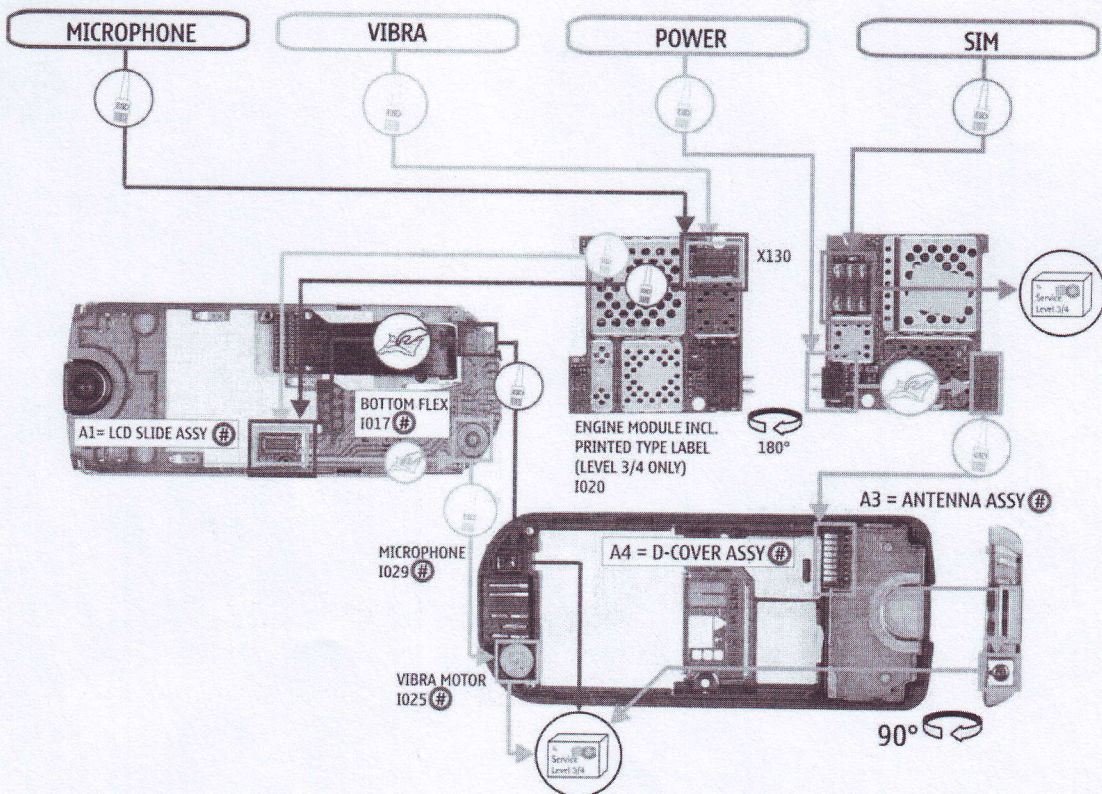 MICROPHONE
VIBRA
POWER
SIM
X130
Service
Level 3/4
BOTTOM FLEX
I017 #
A1= LCD SLIDE ASSY #
ENGINE MODULE INCL.
PRINTED TYPE LABEL
(LEVEL 3/4 ONLY)
I020
180°
A3 = ANTENNA ASSY #
A4 = D-COVER ASSY #
MICROPHONE
I029 #
VIBRA MOTOR
I025 #
90°
Service
Level 3/4